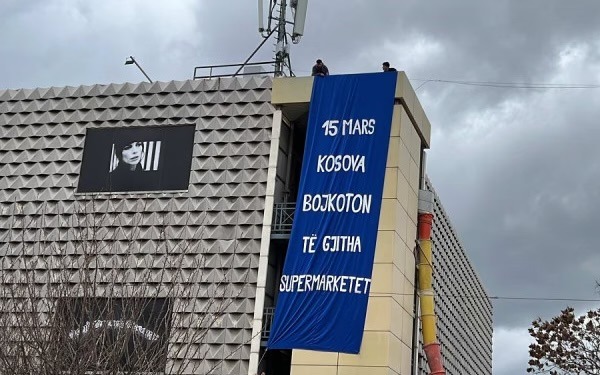 15 MARS
KOSOVA
BOJKOTON
TË GJITHA
SUPERMARKETET